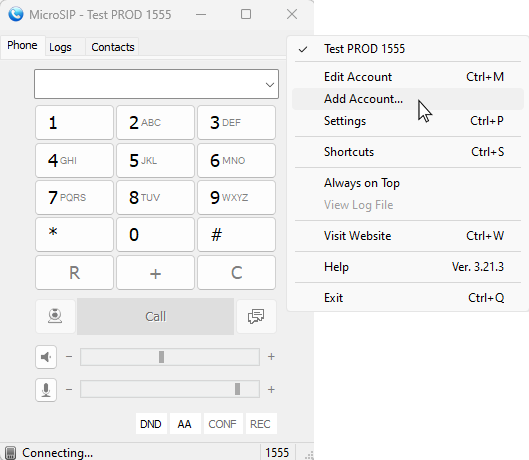 MicroSIP - Test PROD 1555
Phone Logs Contacts
1 2 ABC 3 DEF
4 GHI 5 JKL 6 MNO
7 PQRS 8 TUV 9 WXYZ
* 0 #
R + C
Call
- +
- +
DND AA CONF REC
Connecting... 1555
✓ Test PROD 1555
Edit Account Ctrl+M
Add Account...
Settings Ctrl+P
Shortcuts Ctrl+S
Always on Top
View Log File
Visit Website Ctrl+W
Help Ver. 3.21.3
Exit Ctrl+Q